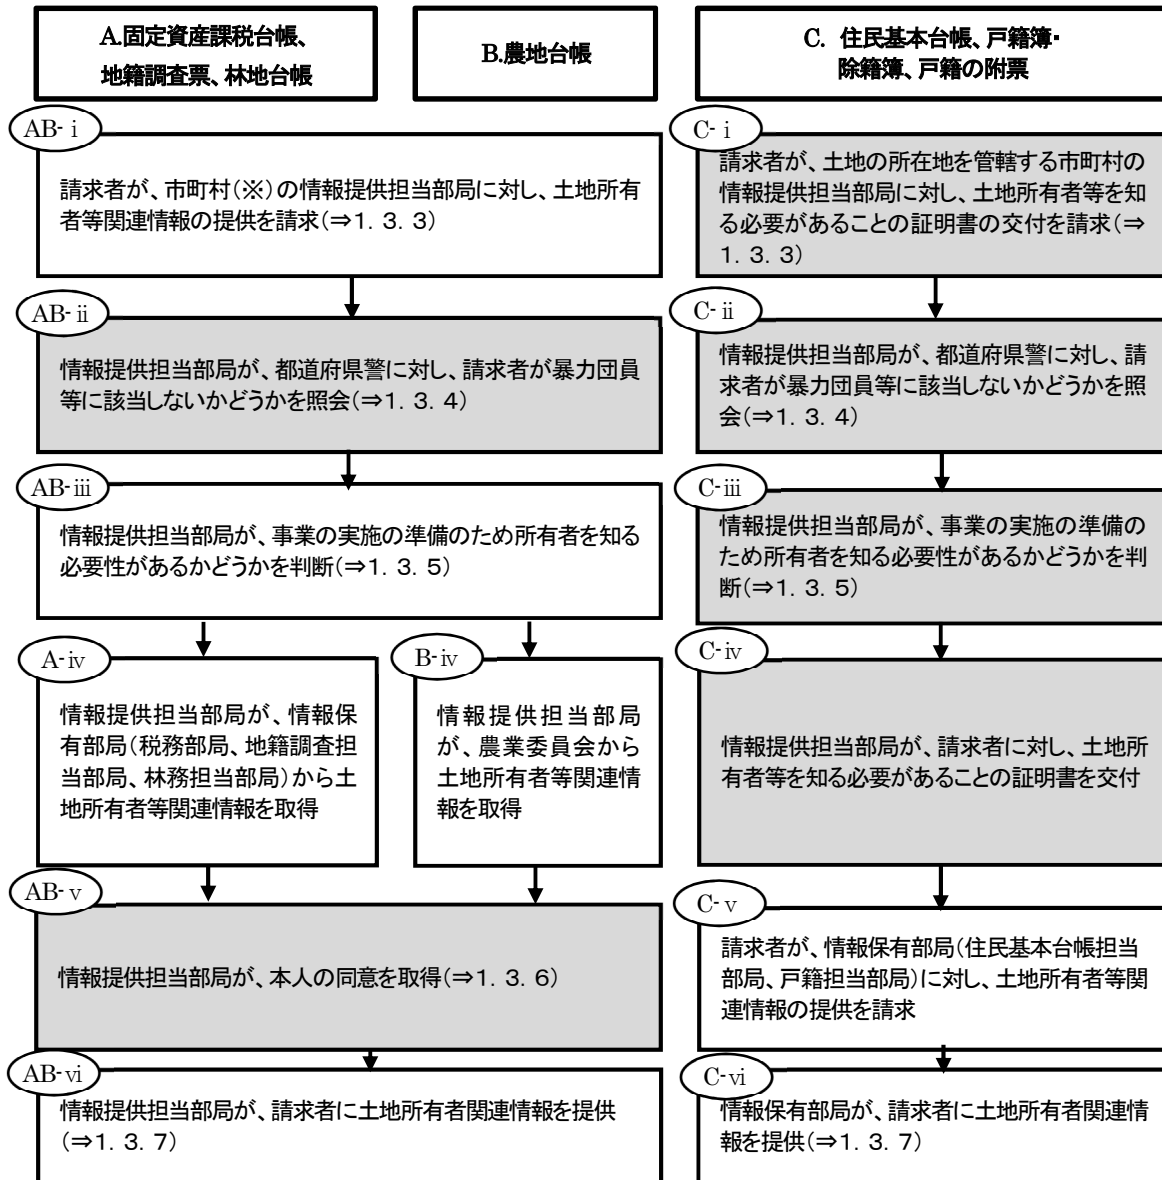 A.固定資産課税台帳、
地籍調査票、林地台帳
B.農地台帳
C. 住民基本台帳、戸籍簿・
除籍簿、戸籍の附票
AB-ⅰ
請求者が、市町村(※)の情報提供担当部局に対し、土地所有
者等関連情報の提供を請求(⇒1.3.3)
C-ⅰ
請求者が、土地の所在地を管轄する市町村の
情報提供担当部局に対し、土地所有者等を知
る必要があることの証明書の交付を請求(⇒
1.3.3)
AB-ⅱ
情報提供担当部局が、都道府県警に対し、請求者が暴力団員
等に該当しないかどうかを照会(⇒1.3.4)
C-ⅱ
情報提供担当部局が、都道府県警に対し、請
求者が暴力団員等に該当しないかどうかを照
会(⇒1.3.4)
AB-ⅲ
情報提供担当部局が、事業の実施の準備のため所有者を知る
必要性があるかどうかを判断(⇒1.3.5)
C-ⅲ
情報提供担当部局が、事業の実施の準備の
ため所有者を知る必要性があるかどうかを判
断(⇒1.3.5)
A-ⅳ
情報提供担当部局が、情報保
有部局(税務部局、地籍調査担
当部局、林務担当部局)から土
地所有者等関連情報を取得
B-ⅳ
情報提供担当部局
が、農業委員会から
土地所有者等関連情
報を取得
C-ⅳ
情報提供担当部局が、請求者に対し、土地所
有者等を知る必要があることの証明書を交付
AB-ⅴ
情報提供担当部局が、本人の同意を取得(⇒1.3.6)
C-ⅴ
請求者が、情報保有部局(住民基本台帳担当
部局、戸籍担当部局)に対し、土地所有者等関
連情報の提供を請求
AB-ⅵ
情報提供担当部局が、請求者に土地所有者関連情報を提供
(⇒1.3.7)
C-ⅵ
情報保有部局が、請求者に土地所有者関連情
報を提供(⇒1.3.7)